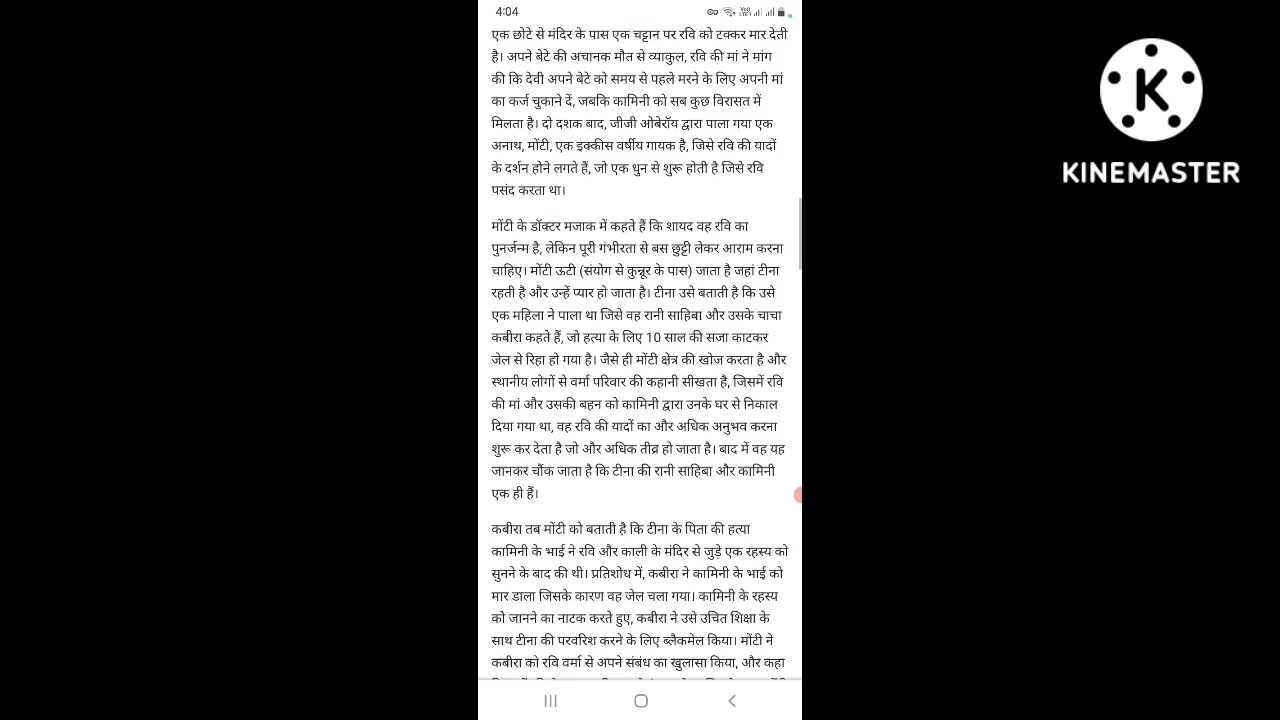 4:04
एक छोटे से मंदिर के पास एक चट्टान पर रवि को टक्कर मार देती
है। अपने बेटे की अचानक मौत से व्याकुल, रवि की मां ने मांग
की कि देवी अपने बेटे को समय से पहले मरने के लिए अपनी मां
का कर्ज चुकाने दें, जबकि कामिनी को सब कुछ विरासत में
मिलता है। दो दशक बाद, जीजी ओबेरॉय द्वारा पाला गया एक
अनाथ, मोंटी, एक इक्कीस वर्षीय गायक है, जिसे रवि की यादों
के दर्शन होने लगते हैं, जो एक धुन से शुरू होती है जिसे रवि
पसंद करता था।
मोंटी के डॉक्टर मजाक में कहते हैं कि शायद वह रवि का
पुनर्जन्म है, लेकिन पूरी गंभीरता से बस छुट्टी लेकर आराम करना
चाहिए। मोंटी ऊटी (संयोग से कुन्नूर के पास) जाता है जहां टीना
रहती है और उन्हें प्यार हो जाता है। टीना उसे बताती है कि उसे
एक महिला ने पाला था जिसे वह रानी साहिबा और उसके चाचा
कबीरा कहते हैं, जो हत्या के लिए 10 साल की सजा काटकर
जेल से रिहा हो गया है। जैसे ही मोंटी क्षेत्र की खोज करता है और
स्थानीय लोगों से वर्मा परिवार की कहानी सीखता है, जिसमें रवि
की मां और उसकी बहन को कामिनी द्वारा उनके घर से निकाल
दिया गया था, वह रवि की यादों का और अधिक अनुभव करना
शुरू कर देता है जो और अधिक तीव्र हो जाता है। बाद में वह यह
जानकर चौंक जाता है कि टीना की रानी साहिबा और कामिनी
एक ही हैं।
कबीरा तब मोंटी को बताती है कि टीना के पिता की हत्या
कामिनी के भाई ने रवि और काली के मंदिर से जुड़े एक रहस्य को
सुनने के बाद की थी। प्रतिशोध में, कबीरा ने कामिनी के भाई को
मार डाला जिसके कारण वह जेल चला गया। कामिनी के रहस्य
को जानने का नाटक करते हुए, कबीरा ने उसे उचित शिक्षा के
साथ टीना की परवरिश करने के लिए ब्लैकमेल किया। मोंटी ने
कबीरा को रवि वर्मा से अपने संबंध का खुलासा किया, और कहा
K
KINEMASTER